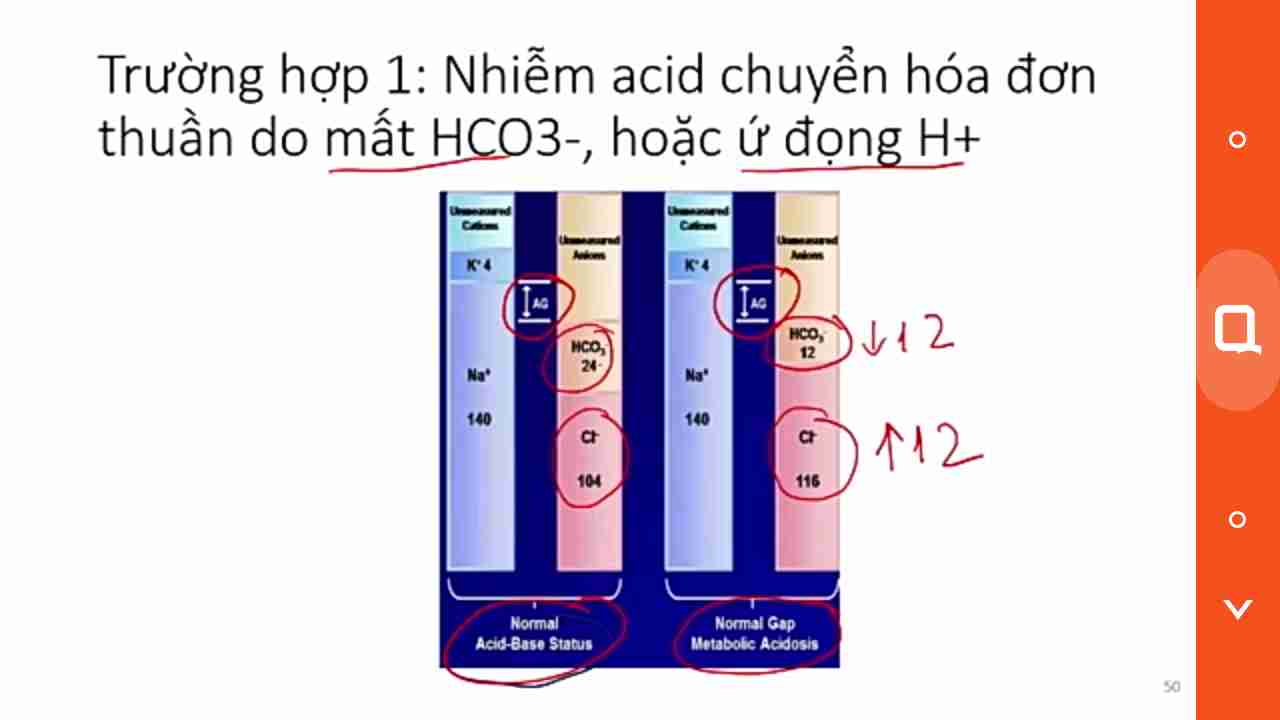 Trường hợp 1: Nhiễm acid chuyển hóa đơn
thuần do mất HCO3-, hoặc ứ đọng H+
Unmeasured
Cations
K⁺ 4
Na⁺
140
AG
Unmeasured
Anions
HCO₃⁻
24
Cl⁻
104
Normal
Acid-Base Status
Unmeasured
Cations
K⁺ 4
Na⁺
140
AG
Unmeasured
Anions
HCO₃⁻
12
Cl⁻
116
Normal Gap
Metabolic Acidosis
↓12
↑12
50